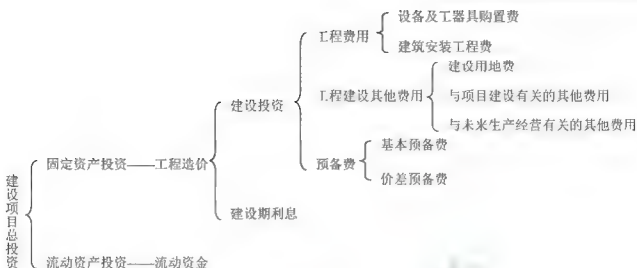 设备及工器具购置费
工程费用
建筑安装工程费
建设用地费
建设投资
工程建设其他费用
与项目建设有关的其他费用
与未来生产经营有关的其他费用
基本预备费
预备费
价差预备费
固定资产投资——工程造价
建设期利息
建设项目总投资
流动资产投资——流动资金